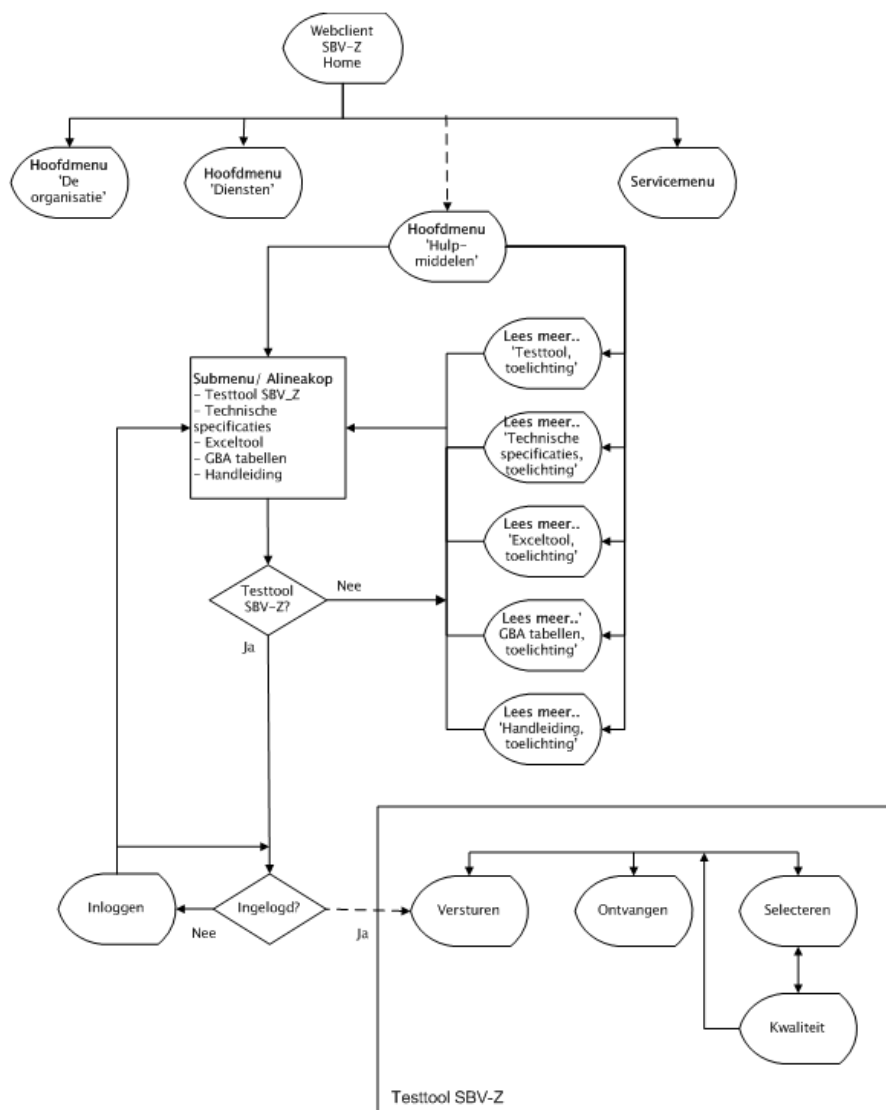 Webclient
SBV-Z
Home
Hoofdmenu
'De
organisatie'
Hoofdmenu
'Diensten'
Servicemenu
Hoofdmenu
'Hulp-
middelen'
Lees meer..
'Testtool,
toelichting'
Submenu/ Alineakop
- Testtool SBV_Z
- Technische
specificaties
- Exceltool
- GBA tabellen
- Handleiding
Lees meer..
'Technische
specificaties,
toelichting'
Lees meer..
'Exceltool,
toelichting'
Testtool
SBV-Z?
Nee
Ja
Lees meer..'
GBA tabellen,
toelichting'
Lees meer..
'Handleiding,
toelichting'
Inloggen
Nee
Ingelogd?
Ja
Versturen
Ontvangen
Selecteren
Kwaliteit
Testtool SBV-Z